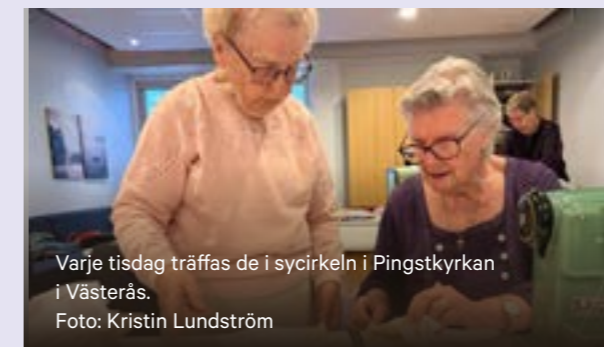 Varje tisdag träffas de i sycirkeln i Pingstkyrkan
i Västerås.
Foto: Kristin Lundström